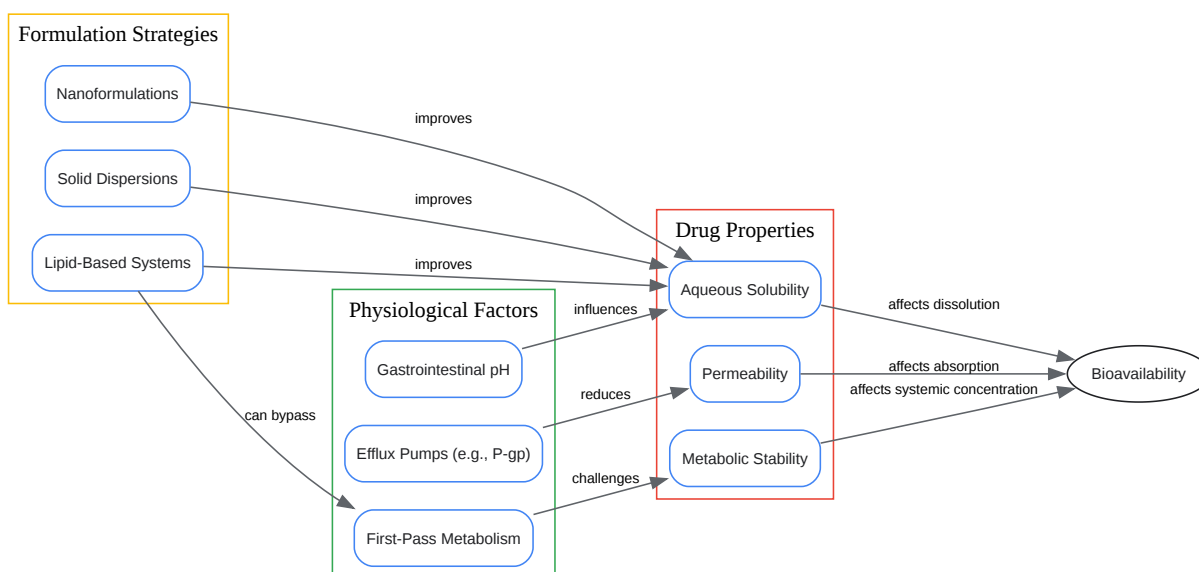 Formulation Strategies
Nanoformulations
Solid Dispersions
Lipid-Based Systems
improves
improves
improves
can bypass
Physiological Factors
Gastrointestinal pH
Efflux Pumps (e.g., P-gp)
First-Pass Metabolism
influences
reduces
challenges
Drug Properties
Aqueous Solubility
Permeability
Metabolic Stability
affects dissolution
affects absorption
affects systemic concentration
Bioavailability